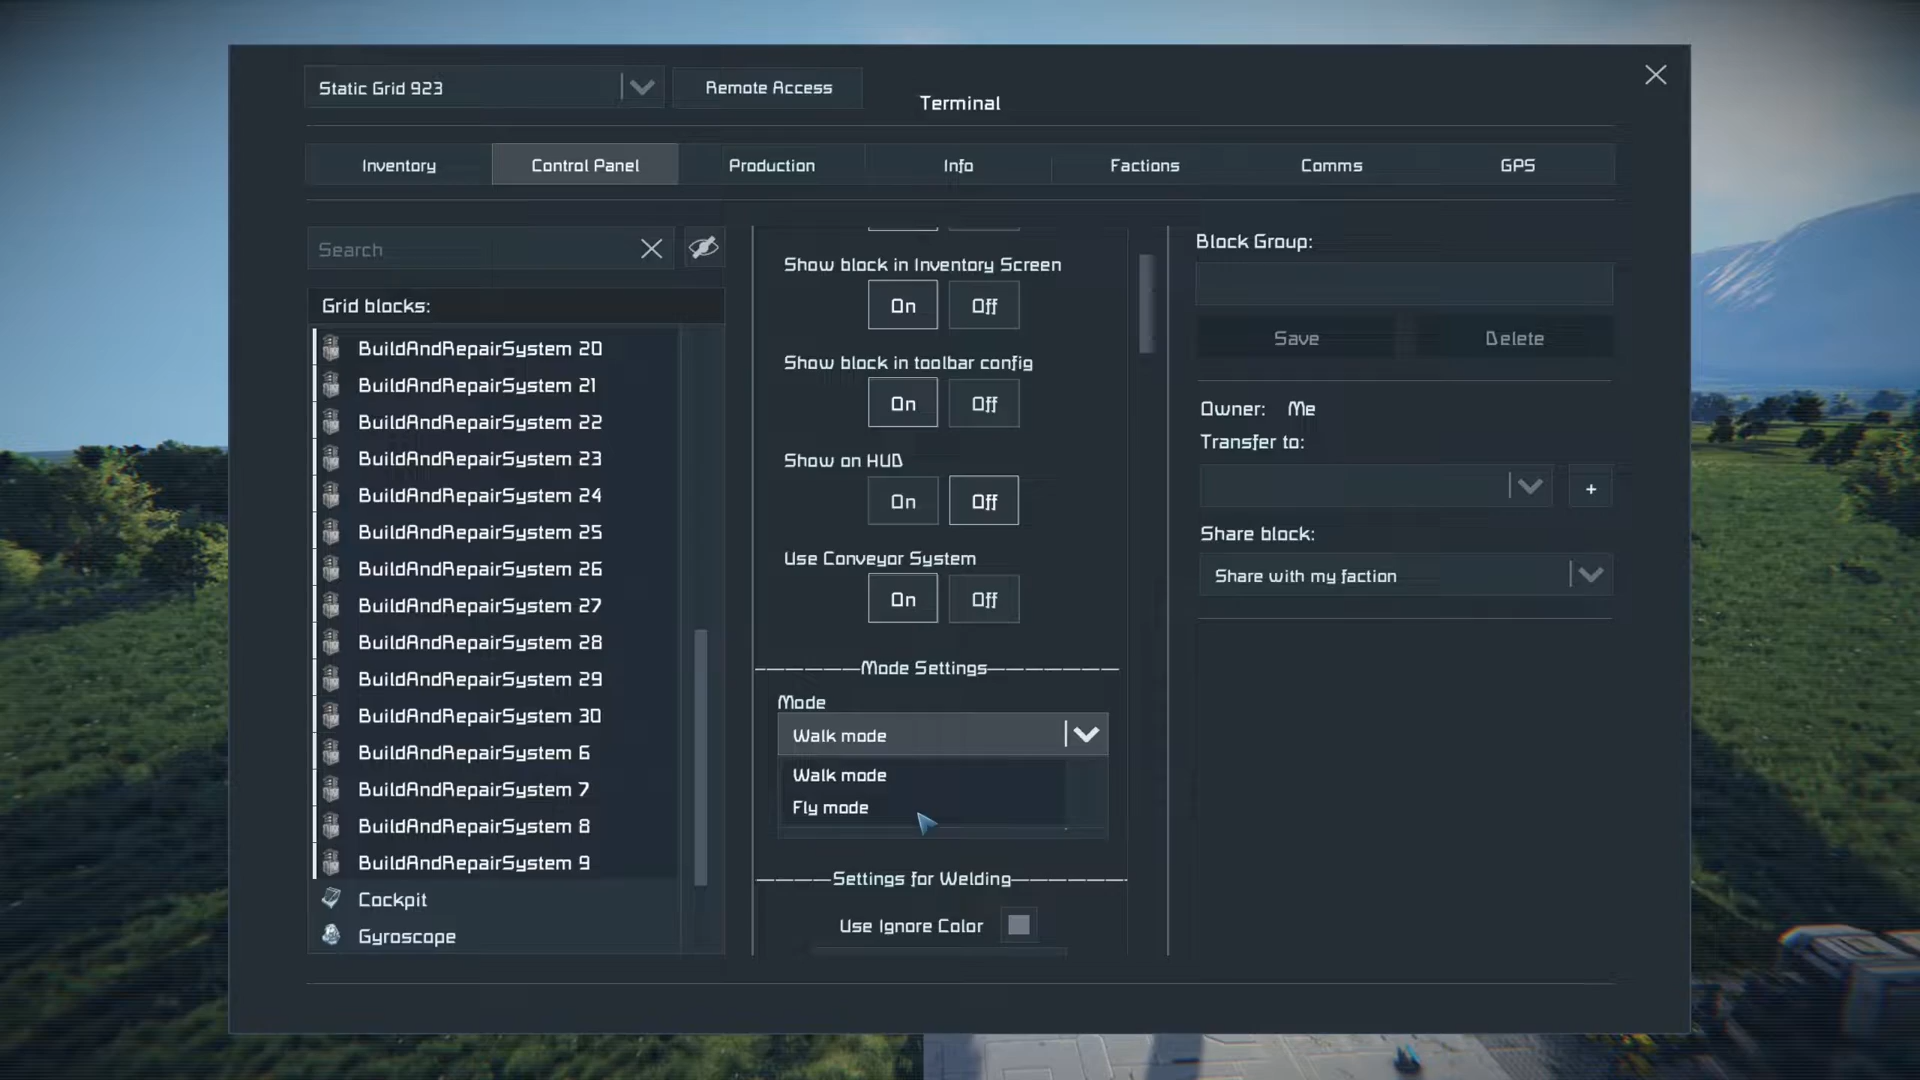 Static Grid 923
Remote Access
Terminal
Inventory
Control Panel
Production
Info
Factions
Comms
GPS
Search
Grid blocks:
BuildAndRepairSystem 20
BuildAndRepairSystem 21
BuildAndRepairSystem 22
BuildAndRepairSystem 23
BuildAndRepairSystem 24
BuildAndRepairSystem 25
BuildAndRepairSystem 26
BuildAndRepairSystem 27
BuildAndRepairSystem 28
BuildAndRepairSystem 29
BuildAndRepairSystem 30
BuildAndRepairSystem 6
BuildAndRepairSystem 7
BuildAndRepairSystem 8
BuildAndRepairSystem 9
Cockpit
Gyroscope
Show block in Inventory Screen
On Off
Show block in toolbar config
On Off
Show on HUD
On Off
Use Conveyor System
On Off
Mode Settings
Mode
Walk mode
Walk mode
Fly mode
Settings for Welding
Use Ignore Color
Block Group:
Save
Delete
Owner: Me
Transfer to:
+
Share block:
Share with my faction